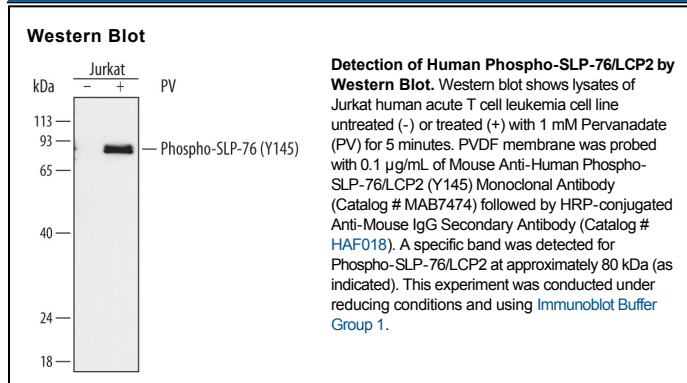 Western Blot
Jurkat
kDa – + PV
113
93
Phospho-SLP-76 (Y145)
65
40
24
18
Detection of Human Phospho-SLP-76/LCP2 by
Western Blot. Western blot shows lysates of
Jurkat human acute T cell leukemia cell line
untreated (-) or treated (+) with 1 mM Pervanadate
(PV) for 5 minutes. PVDF membrane was probed
with 0.1 µg/mL of Mouse Anti-Human Phospho-
SLP-76/LCP2 (Y145) Monoclonal Antibody
(Catalog # MAB7474) followed by HRP-conjugated
Anti-Mouse IgG Secondary Antibody (Catalog #
HAF018). A specific band was detected for
Phospho-SLP-76/LCP2 at approximately 80 kDa (as
indicated). This experiment was conducted under
reducing conditions and using Immunoblot Buffer
Group 1.